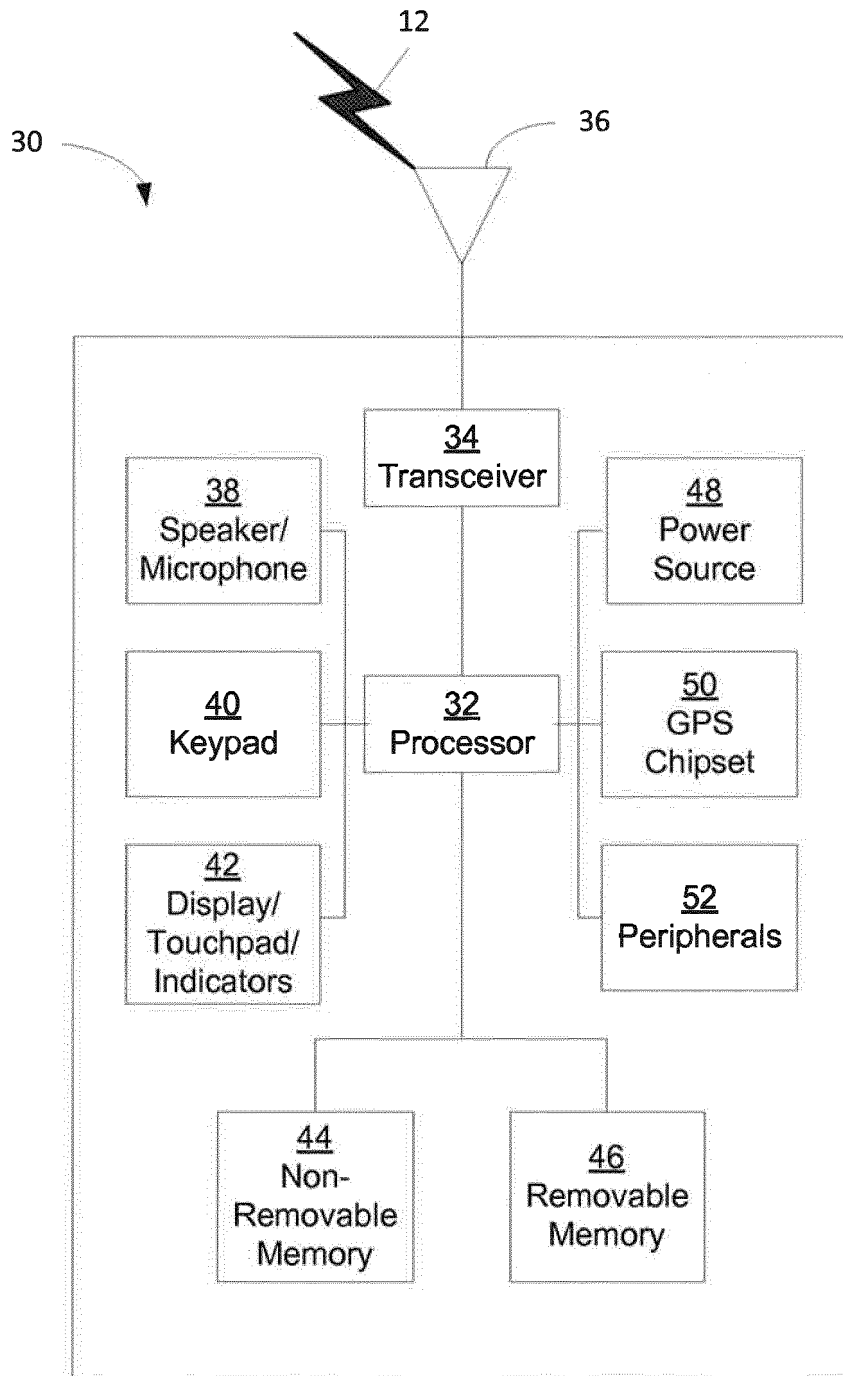 12
36
30
34
Transceiver
38
Speaker/
Microphone
48
Power
Source
40
Keypad
32
Processor
50
GPS
Chipset
42
Display/
Touchpad/
Indicators
52
Peripherals
44
Non-
Removable
Memory
46
Removable
Memory